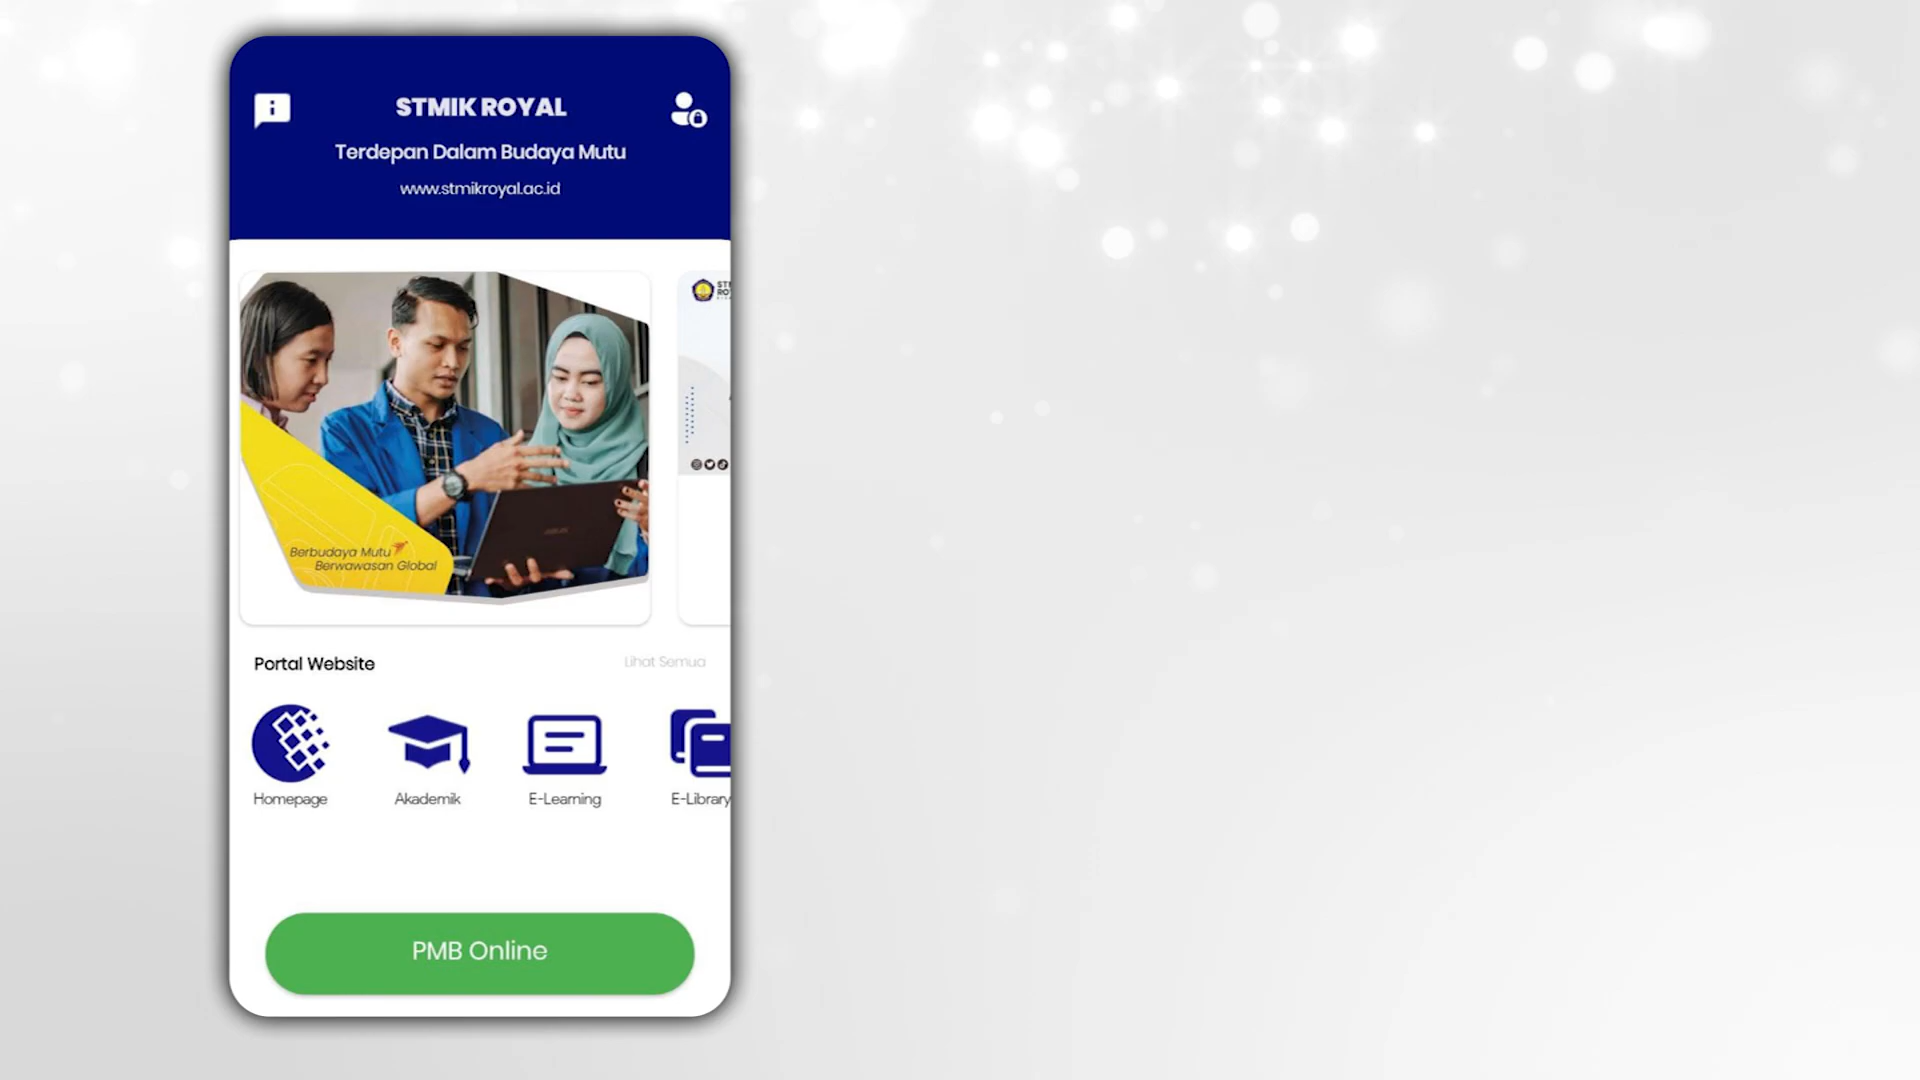 STMIK ROYAL
Terdepan Dalam Budaya Mutu
www.stmikroyal.ac.id
Berbudaya Mutu
Berwawasan Global
Portal Website
Lihat Semua
Homepage
Akademik
E-Learning
E-Library
PMB Online